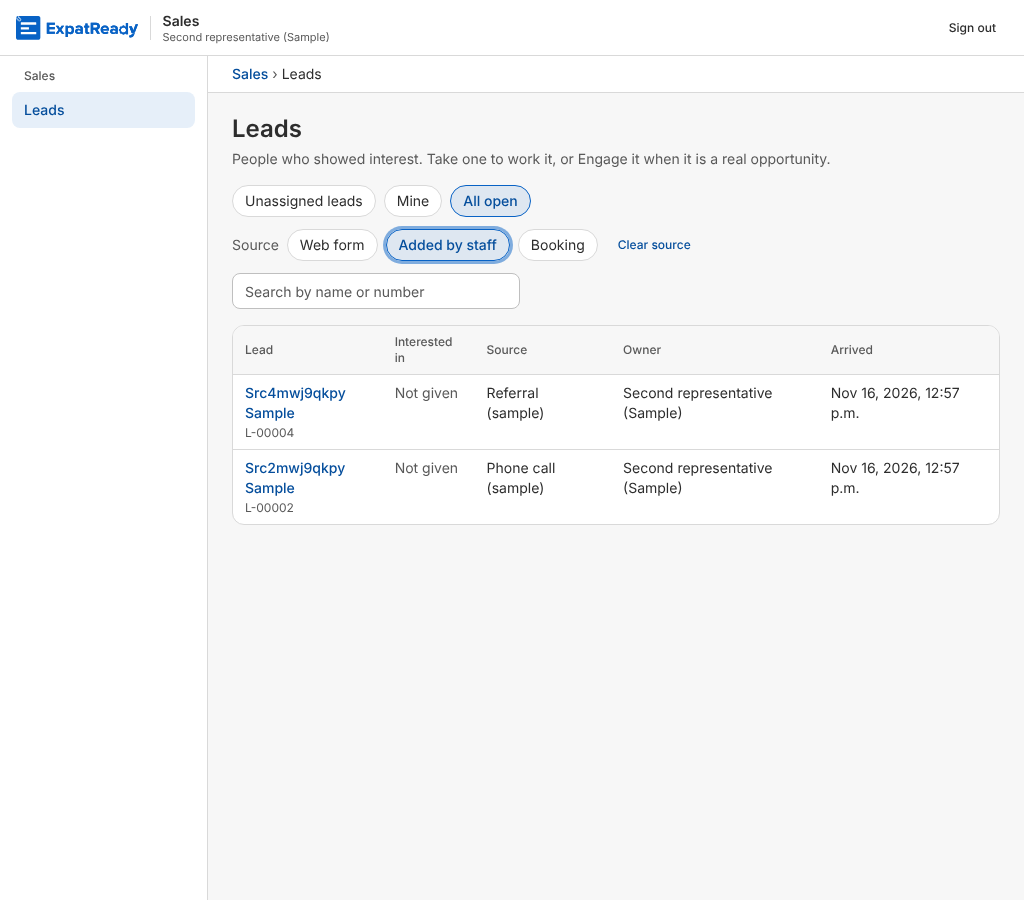 ExpatReady
Sales
Second representative (Sample)
Sign out
Sales
Leads
Sales › Leads
Leads
People who showed interest. Take one to work it, or Engage it when it is a real opportunity.
Unassigned leads
Mine
All open
Source
Web form
Added by staff
Booking
Clear source
Search by name or number
Lead
Interested
in
Source
Owner
Arrived
Src4mwj9qkpy
Sample
L-00004
Not given
Referral
(sample)
Second representative
(Sample)
Nov 16, 2026, 12:57
p.m.
Src2mwj9qkpy
Sample
L-00002
Not given
Phone call
(sample)
Second representative
(Sample)
Nov 16, 2026, 12:57
p.m.